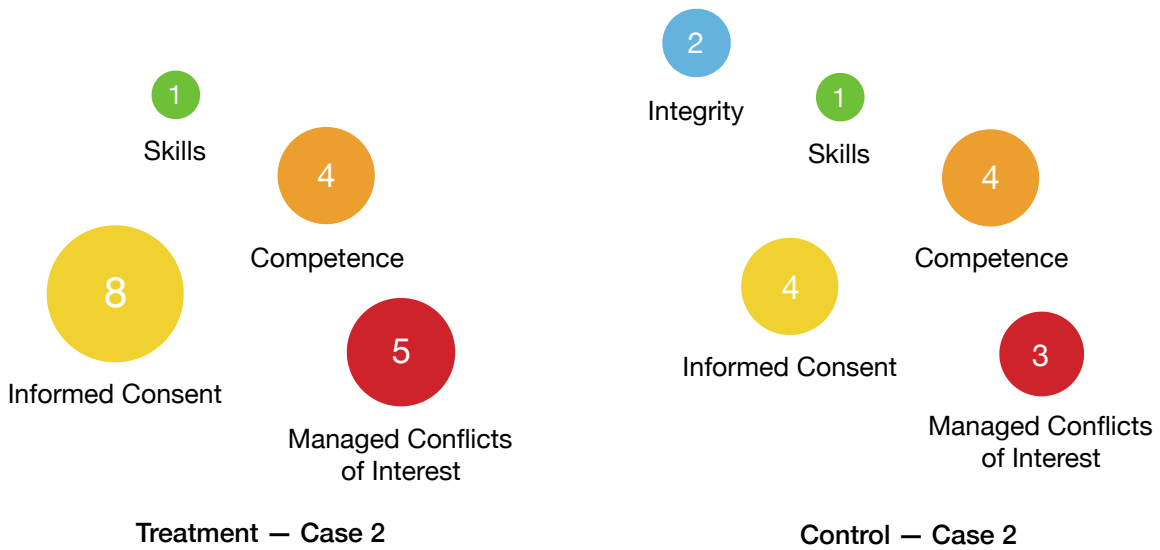 1
Skills
4
Competence
8
Informed Consent
5
Managed Conflicts
of Interest
Treatment — Case 2
2
Integrity
1
Skills
4
Competence
4
Informed Consent
3
Managed Conflicts
of Interest
Control — Case 2